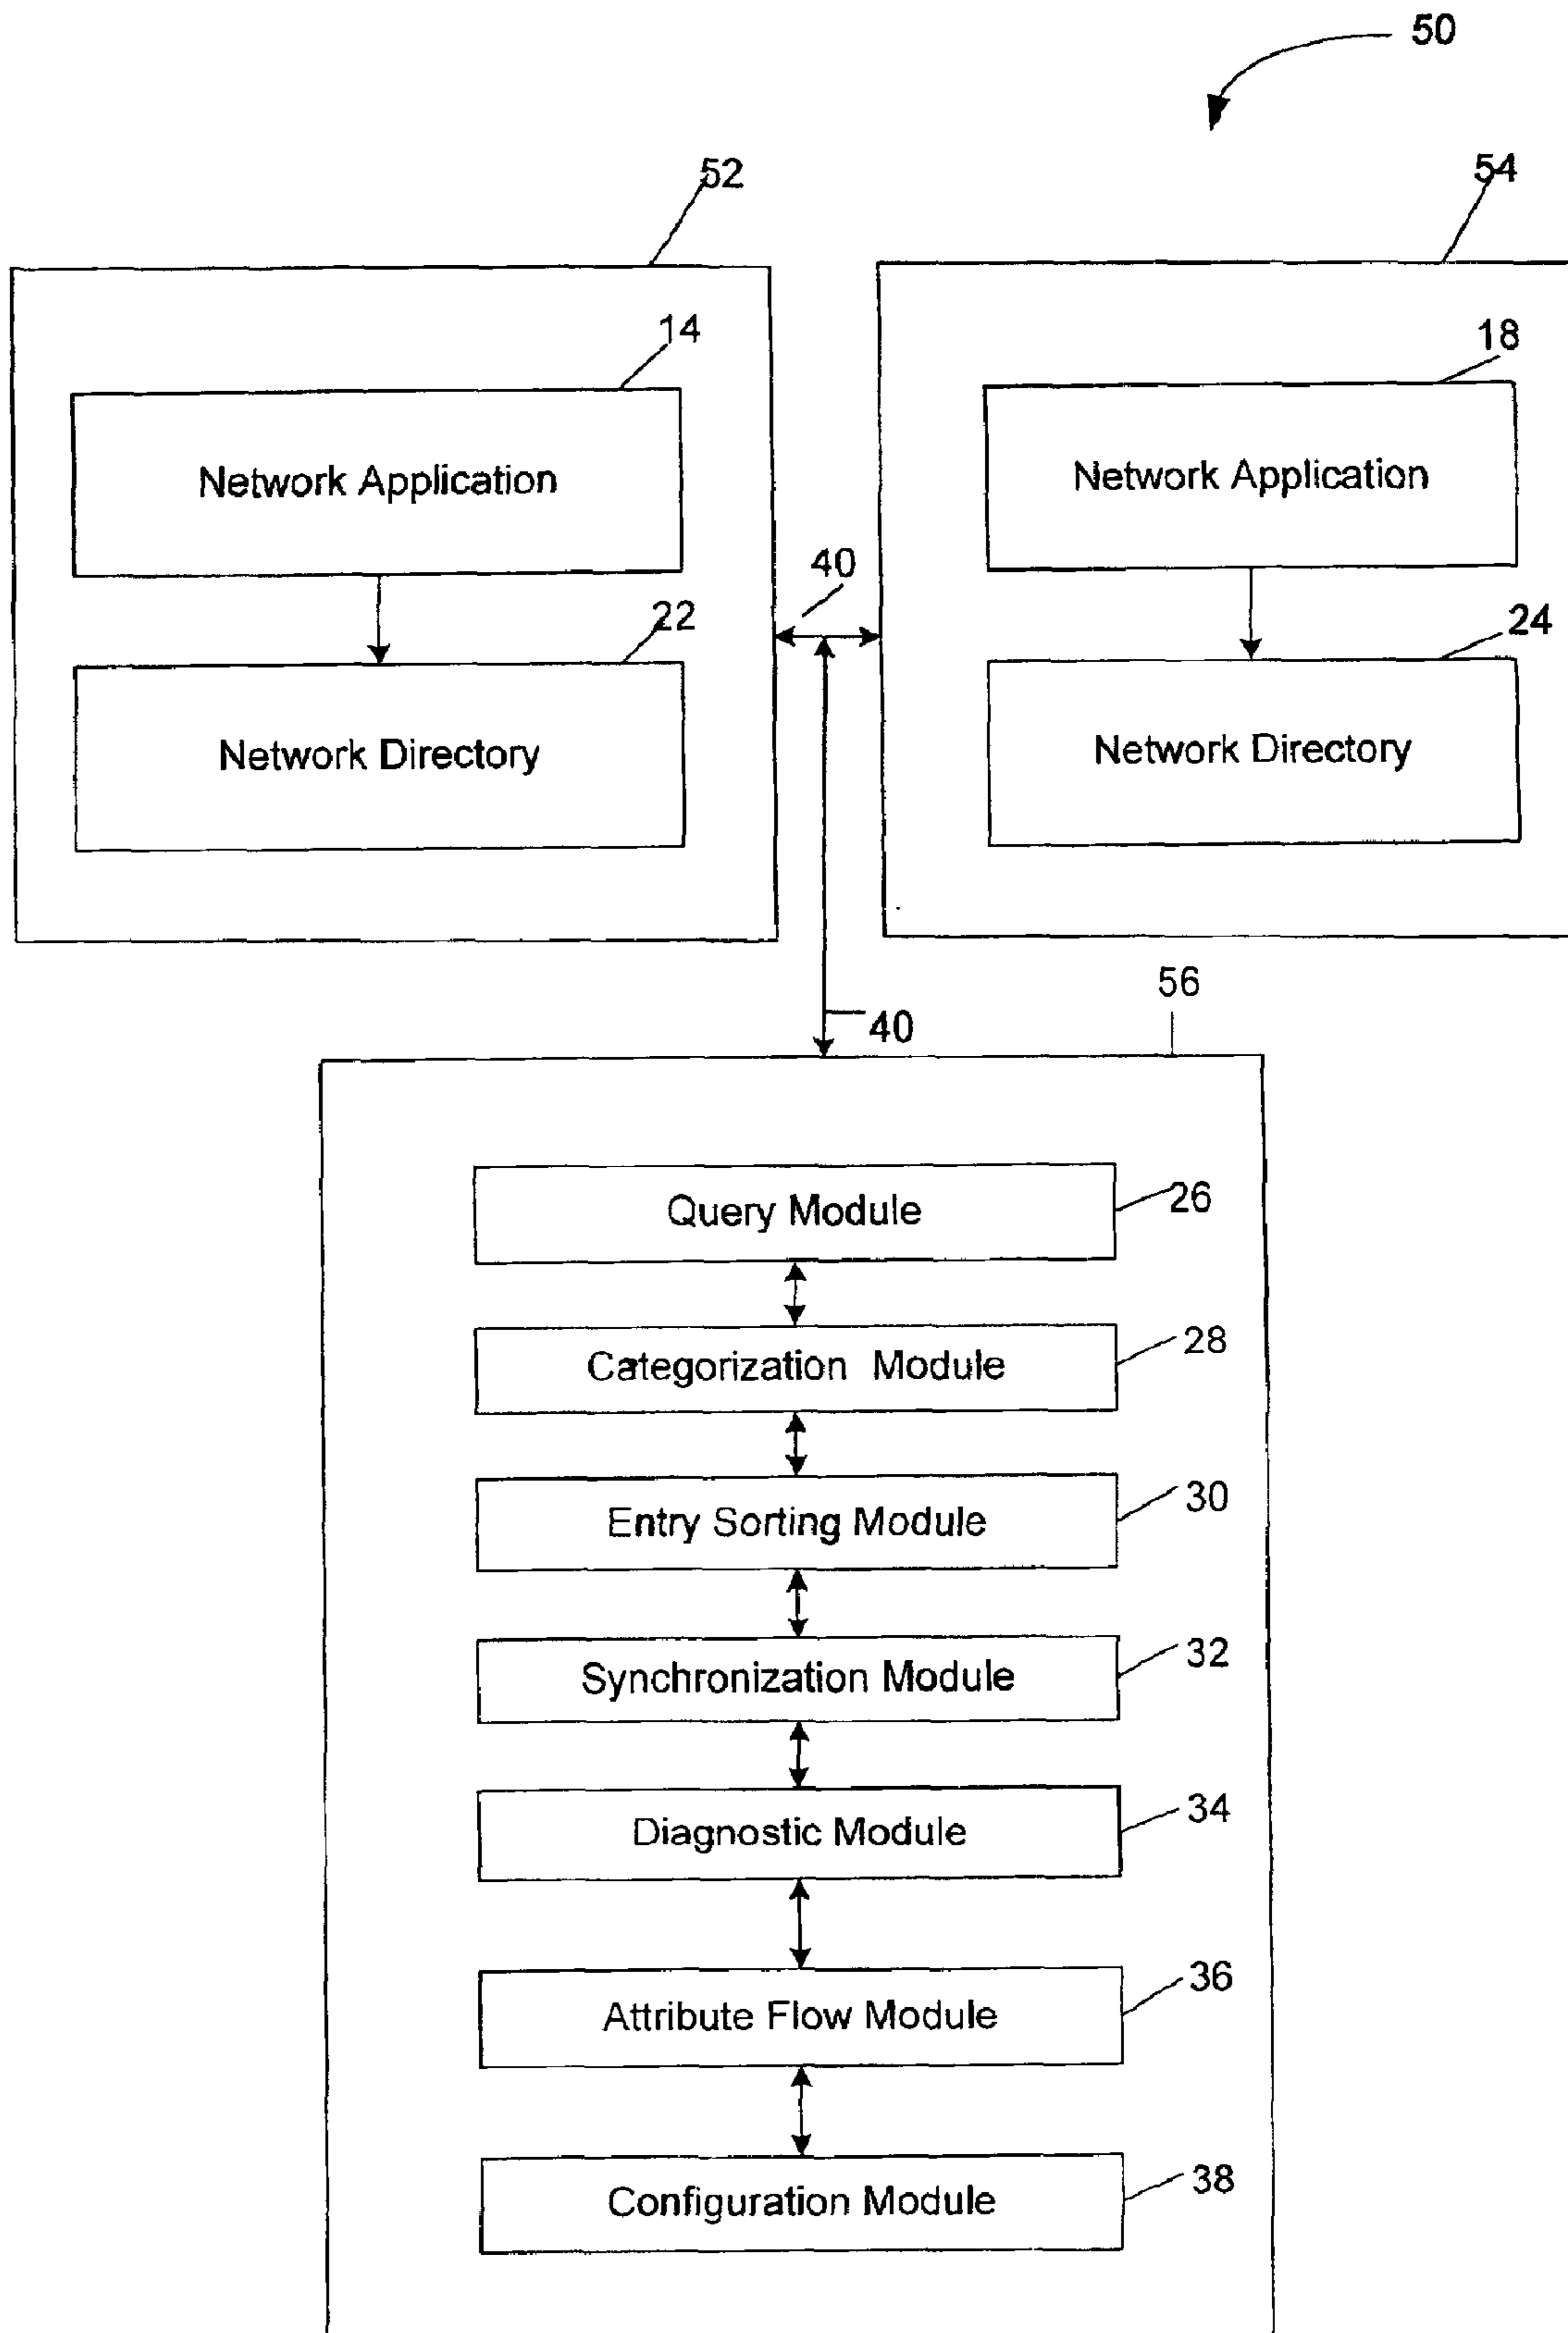 50
52
54
14
18
Network Application
Network Application
40
22
24
Network Directory
Network Directory
56
40
Query Module
26
Categorization Module
28
Entry Sorting Module
30
Synchronization Module
32
Diagnostic Module
34
Attribute Flow Module
36
Configuration Module
38